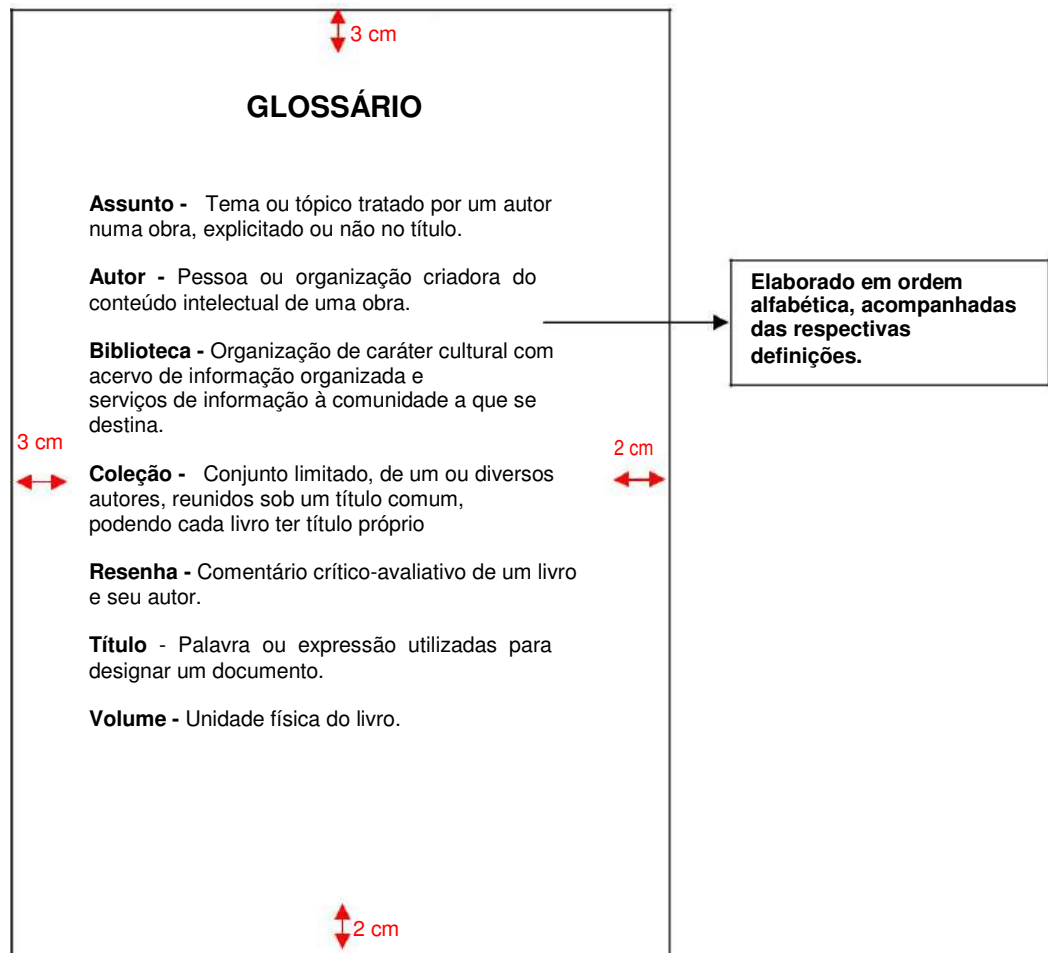 3 cm
GLOSSÁRIO
Assunto - Tema ou tópico tratado por um autor
numa obra, explicitado ou não no título.
Autor - Pessoa ou organização criadora do
conteúdo intelectual de uma obra.
Biblioteca - Organização de caráter cultural com
acervo de informação organizada e
serviços de informação à comunidade a que se
destina.
Coleção - Conjunto limitado, de um ou diversos
autores, reunidos sob um título comum,
podendo cada livro ter título próprio
Resenha - Comentário crítico-avaliativo de um livro
e seu autor.
Título - Palavra ou expressão utilizadas para
designar um documento.
Volume - Unidade física do livro.
3 cm
2 cm
2 cm
Elaborado em ordem
alfabética, acompanhadas
das respectivas
definições.